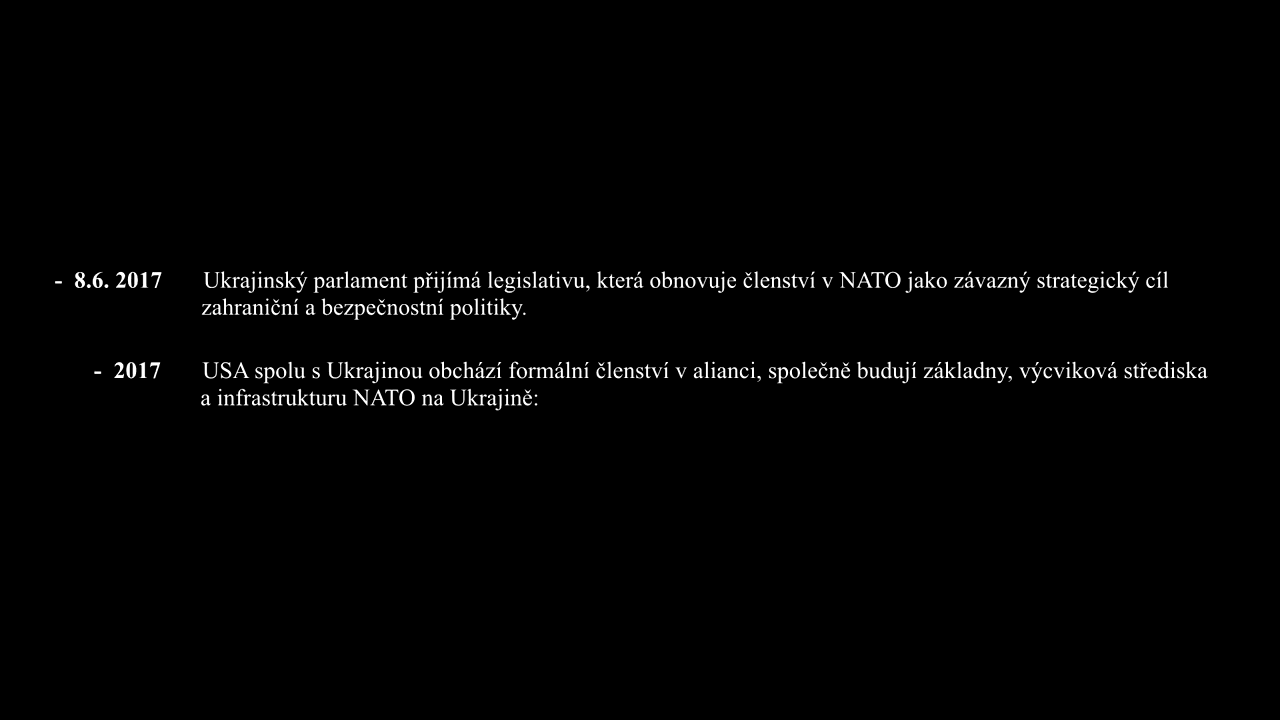 - 8.6. 2017 Ukrajinský parlament přijímá legislativu, která obnovuje členství v NATO jako závazný strategický cíl
zahraniční a bezpečnostní politiky.
- 2017 USA spolu s Ukrajinou obchází formální členství v alianci, společně budují základny, výcviková střediska
a infrastrukturu NATO na Ukrajině: